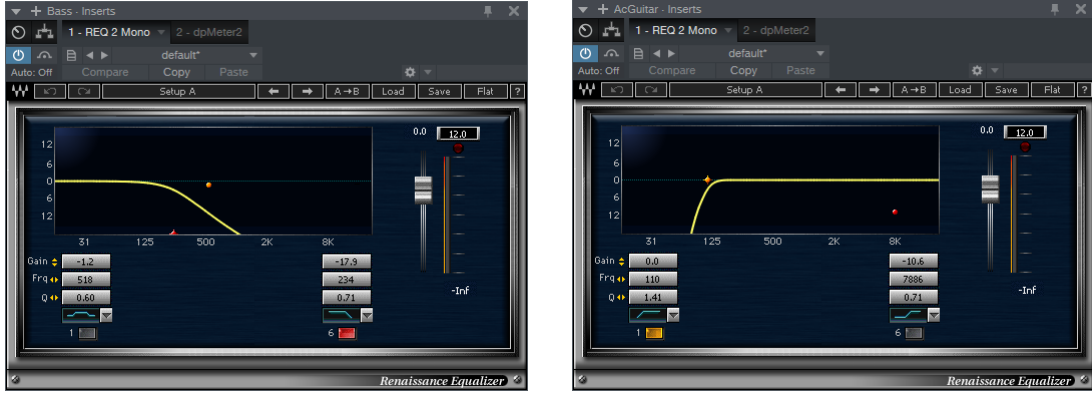 Bass - Inserts
1 - REQ 2 Mono 2 - dpMeter2
default*
Auto: Off Compare Copy Paste
Setup A A→B Load Save Flat ?
0.0 12.0
12
6
0
6
12
31 125 500 2K 8K
Gain -1.2 -17.9
Frq 518 234
Q 0.60 0.71
-Inf
1 6
Renaissance Equalizer
AcGuitar - Inserts
1 - REQ 2 Mono 2 - dpMeter2
default*
Auto: Off Compare Copy Paste
Setup A A→B Load Save Flat ?
0.0 12.0
12
6
0
6
12
31 125 500 2K 8K
Gain 0.0 -10.6
Frq 110 7886
Q 1.41 0.71
-Inf
1 6
Renaissance Equalizer